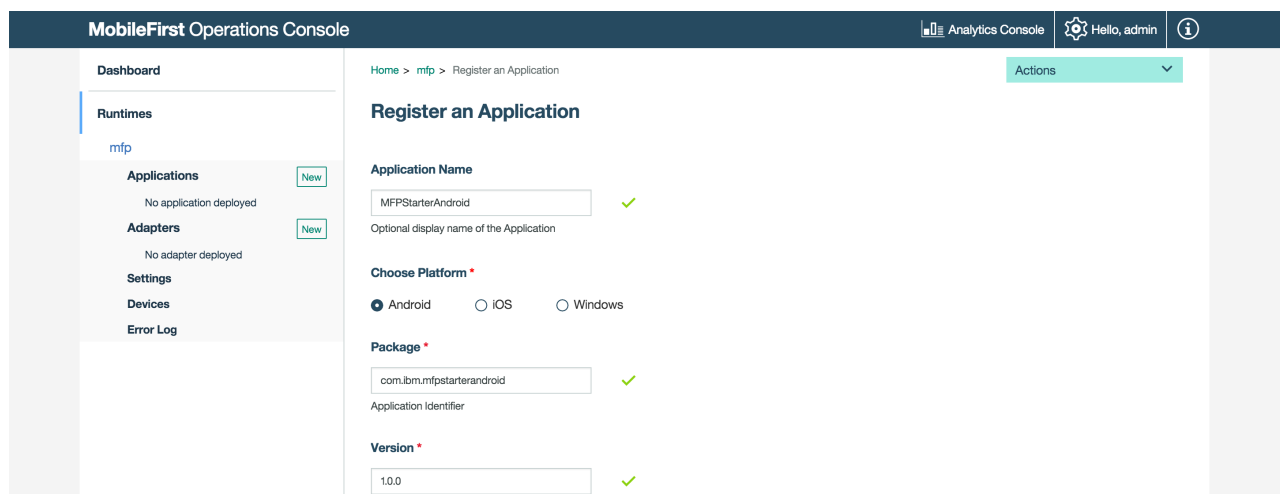 MobileFirst Operations Console
Analytics Console
Hello, admin
Dashboard
Runtimes
mfp
Applications New
No application deployed
Adapters New
No adapter deployed
Settings
Devices
Error Log
Home > mfp > Register an Application
Actions
Register an Application
Application Name
MFPStarterAndroid
Optional display name of the Application
Choose Platform *
Android iOS Windows
Package *
com.ibm.mfpstarterandroid
Application Identifier
Version *
1.0.0